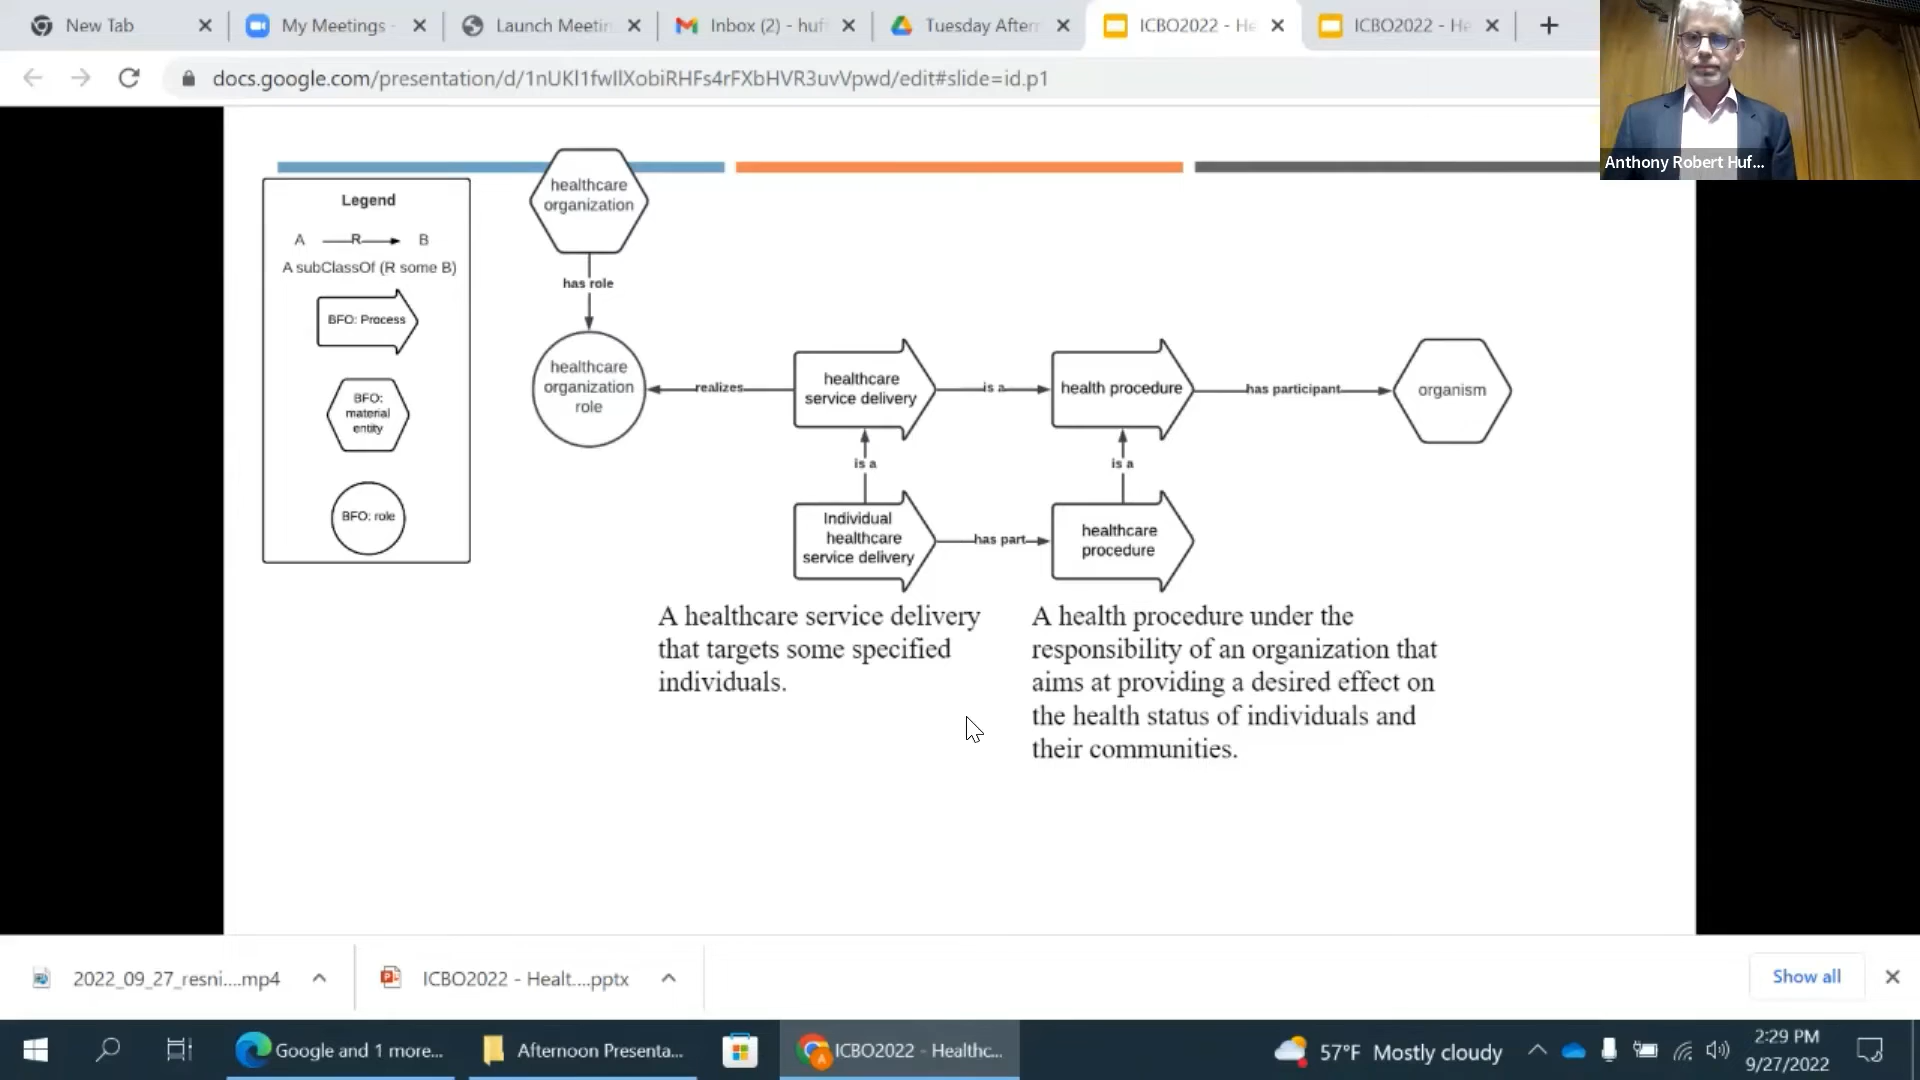 New Tab
My Meetings -
Launch Meetin
Inbox (2) - huf
Tuesday After
ICBO2022 - He
ICBO2022 - He
docs.google.com/presentation/d/1nUKl1fwIlXobiRHFs4rFXbHVR3uvVpwd/edit#slide=id.p1
Anthony Robert Huf...
Legend
A R B
A subClassOf (R some B)
BFO: Process
BFO:
material
entity
BFO: role
healthcare
organization
has role
healthcare
organization
role
realizes
healthcare
service delivery
is a
health procedure
has participant
organism
is a
is a
Individual
healthcare
service delivery
has part
healthcare
procedure
A healthcare service delivery
that targets some specified
individuals.
A health procedure under the
responsibility of an organization that
aims at providing a desired effect on
the health status of individuals and
their communities.
2022_09_27_resni....mp4
ICBO2022 - Healt....pptx
Show all
Google and 1 more...
Afternoon Presenta...
ICBO2022 - Healthc...
57°F Mostly cloudy
2:29 PM
9/27/2022